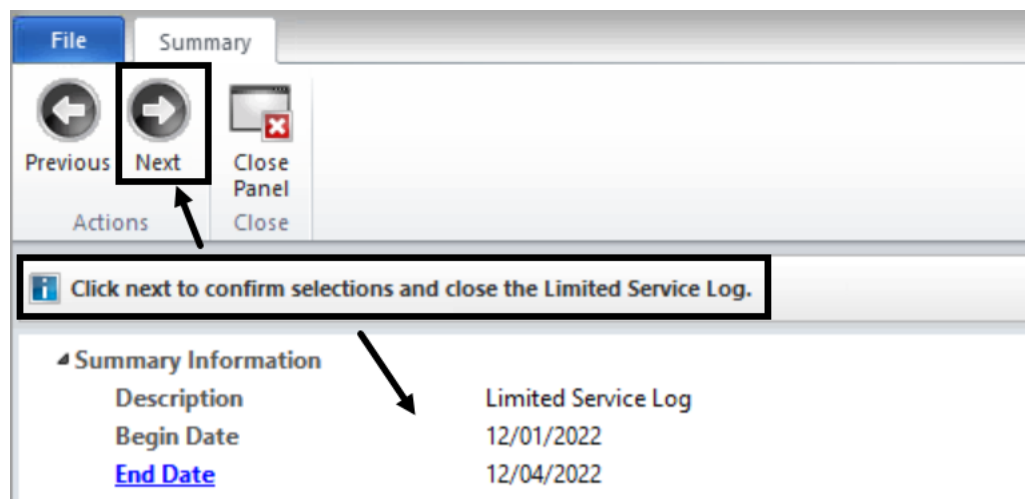 File Summary
Previous Next Close Panel
Actions Close
Click next to confirm selections and close the Limited Service Log.
Summary Information
Description Limited Service Log
Begin Date 12/01/2022
End Date 12/04/2022